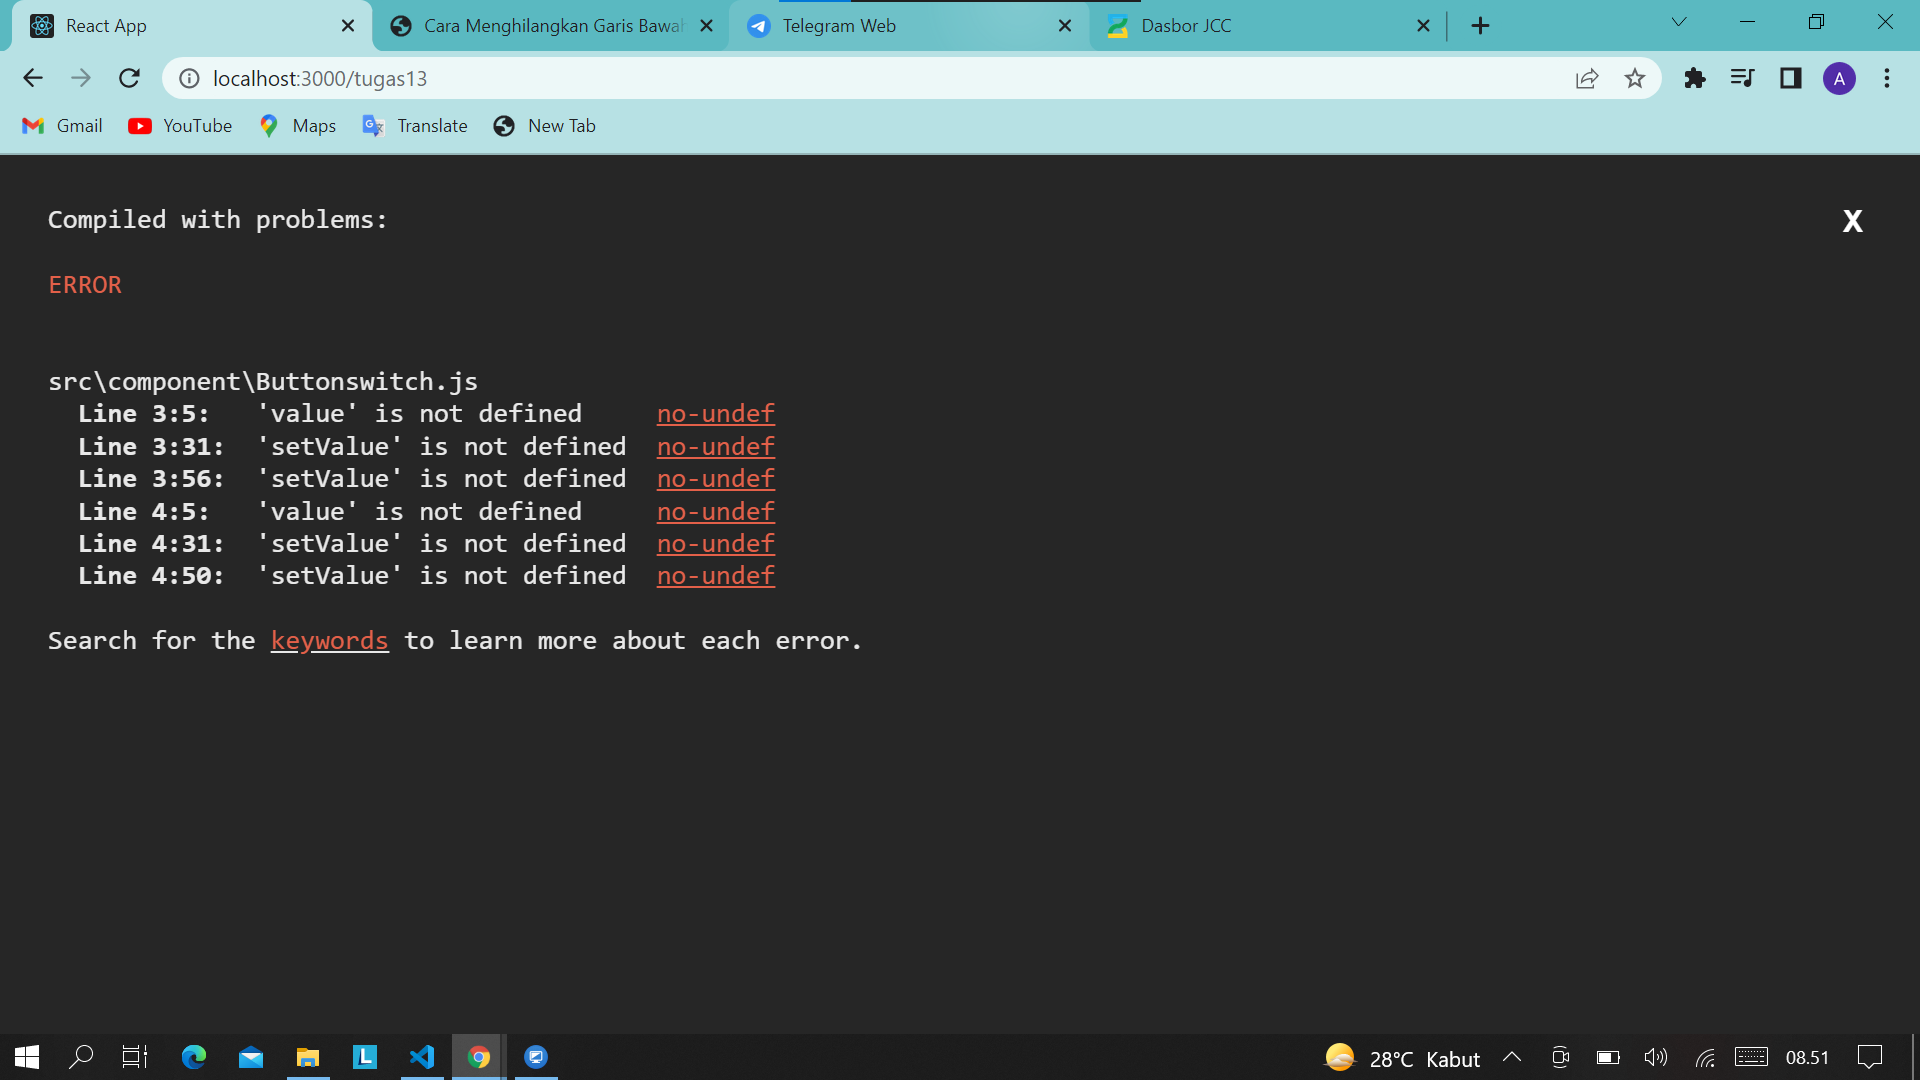 React App
Cara Menghilangkan Garis Bawah
Telegram Web
Dasbor JCC
localhost:3000/tugas13
A
Gmail
YouTube
Maps
Translate
New Tab
Compiled with problems:
X
ERROR
src\component\Buttonswitch.js
Line 3:5: 'value' is not defined no-undef
Line 3:31: 'setValue' is not defined no-undef
Line 3:56: 'setValue' is not defined no-undef
Line 4:5: 'value' is not defined no-undef
Line 4:31: 'setValue' is not defined no-undef
Line 4:50: 'setValue' is not defined no-undef
Search for the keywords to learn more about each error.
L
28°C Kabut
08.51